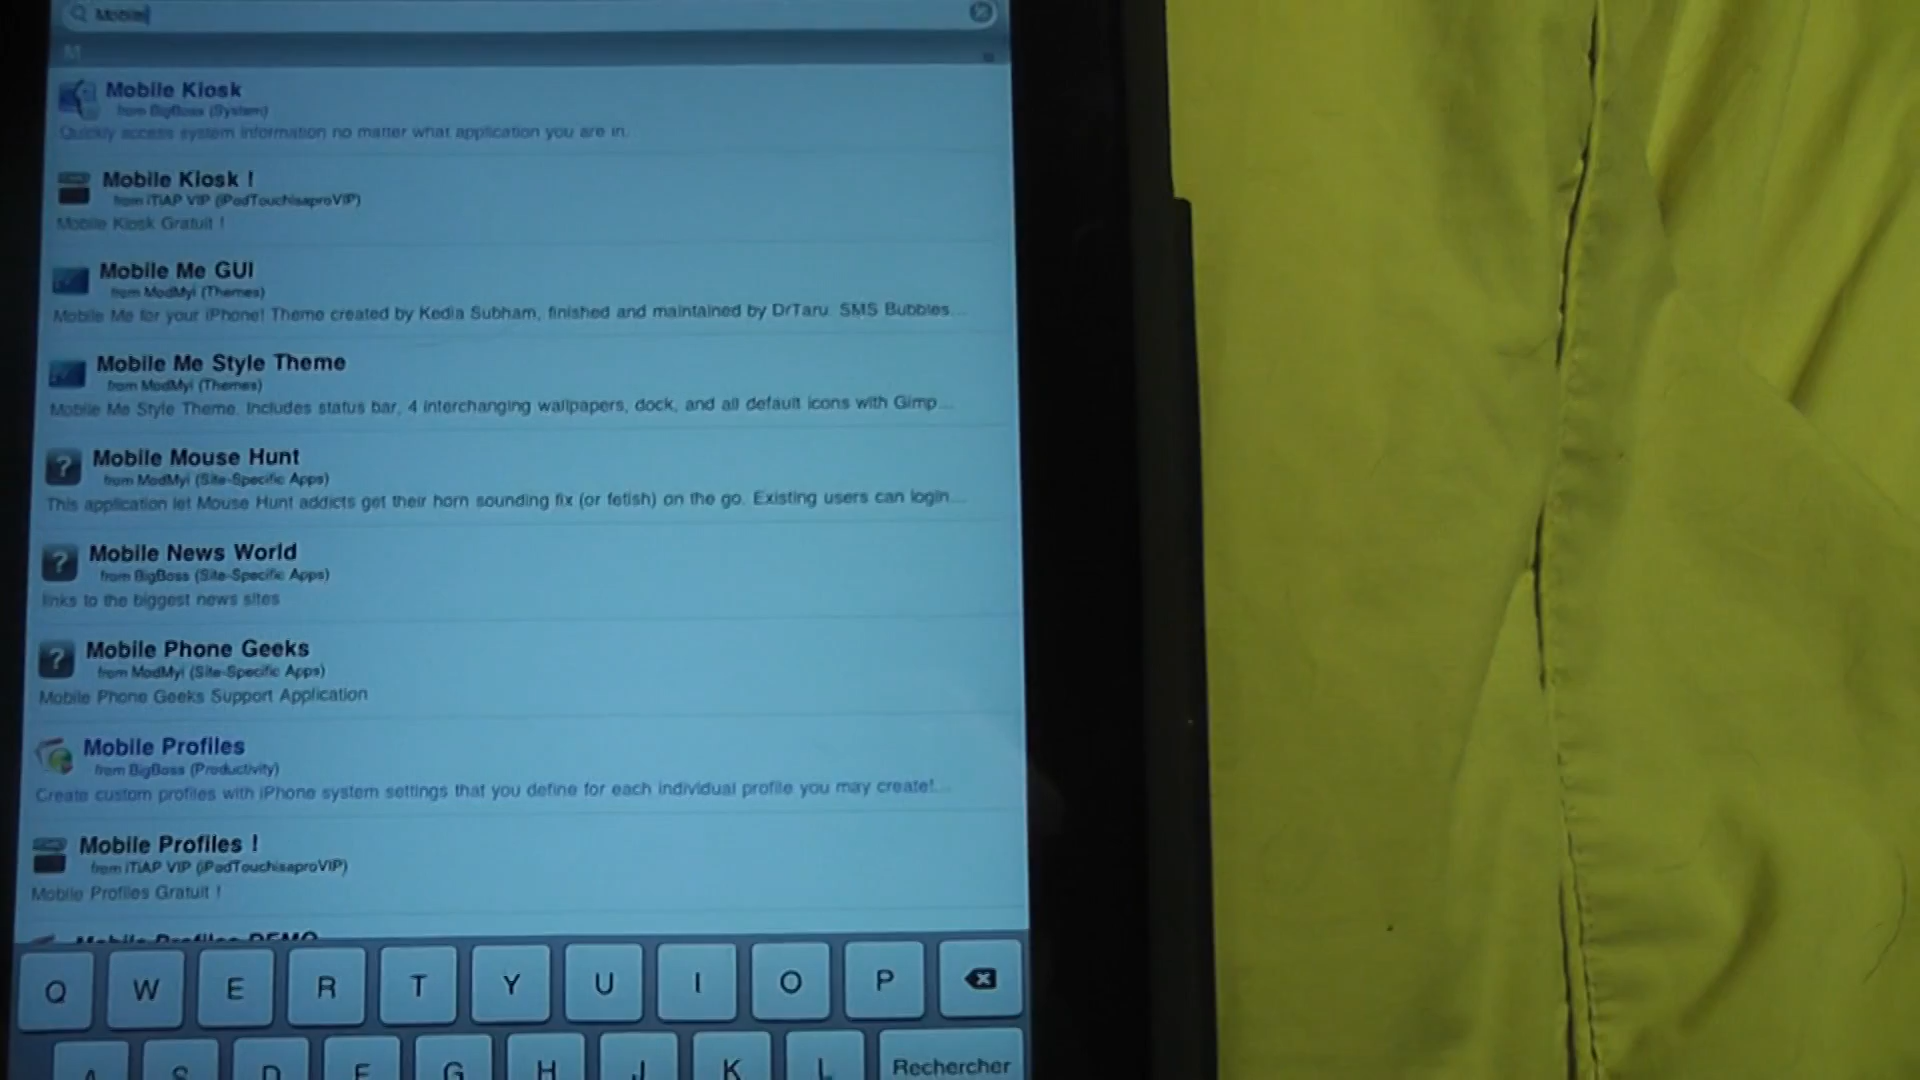 Mobile
M
Mobile Kiosk
from BigBoss (System)
Quickly access system information no matter what application you are in.
Mobile Kiosk !
from iTiAP VIP (iPodTouchisaproVIP)
Mobile Kiosk Gratuit !
Mobile Me GUI
from ModMyi (Themes)
Mobile Me for your iPhone! Theme created by Kedia Subham, finished and maintained by DrTaru. SMS Bubbles...
Mobile Me Style Theme
from ModMyi (Themes)
Mobile Me Style Theme. Includes status bar, 4 interchanging wallpapers, dock, and all default icons with Gimp...
Mobile Mouse Hunt
from ModMyi (Site-Specific Apps)
This application let Mouse Hunt addicts get their horn sounding fix (or fetish) on the go. Existing users can login...
Mobile News World
from BigBoss (Site-Specific Apps)
links to the biggest news sites
Mobile Phone Geeks
from ModMyi (Site-Specific Apps)
Mobile Phone Geeks Support Application
Mobile Profiles
from BigBoss (Productivity)
Create custom profiles with iPhone system settings that you define for each individual profile you may create!...
Mobile Profiles !
from iTiAP VIP (iPodTouchisaproVIP)
Mobile Profiles Gratuit !
Mobile Profiles DEMO
Q W E R T Y U I O P
A S D F G H J K L Rechercher